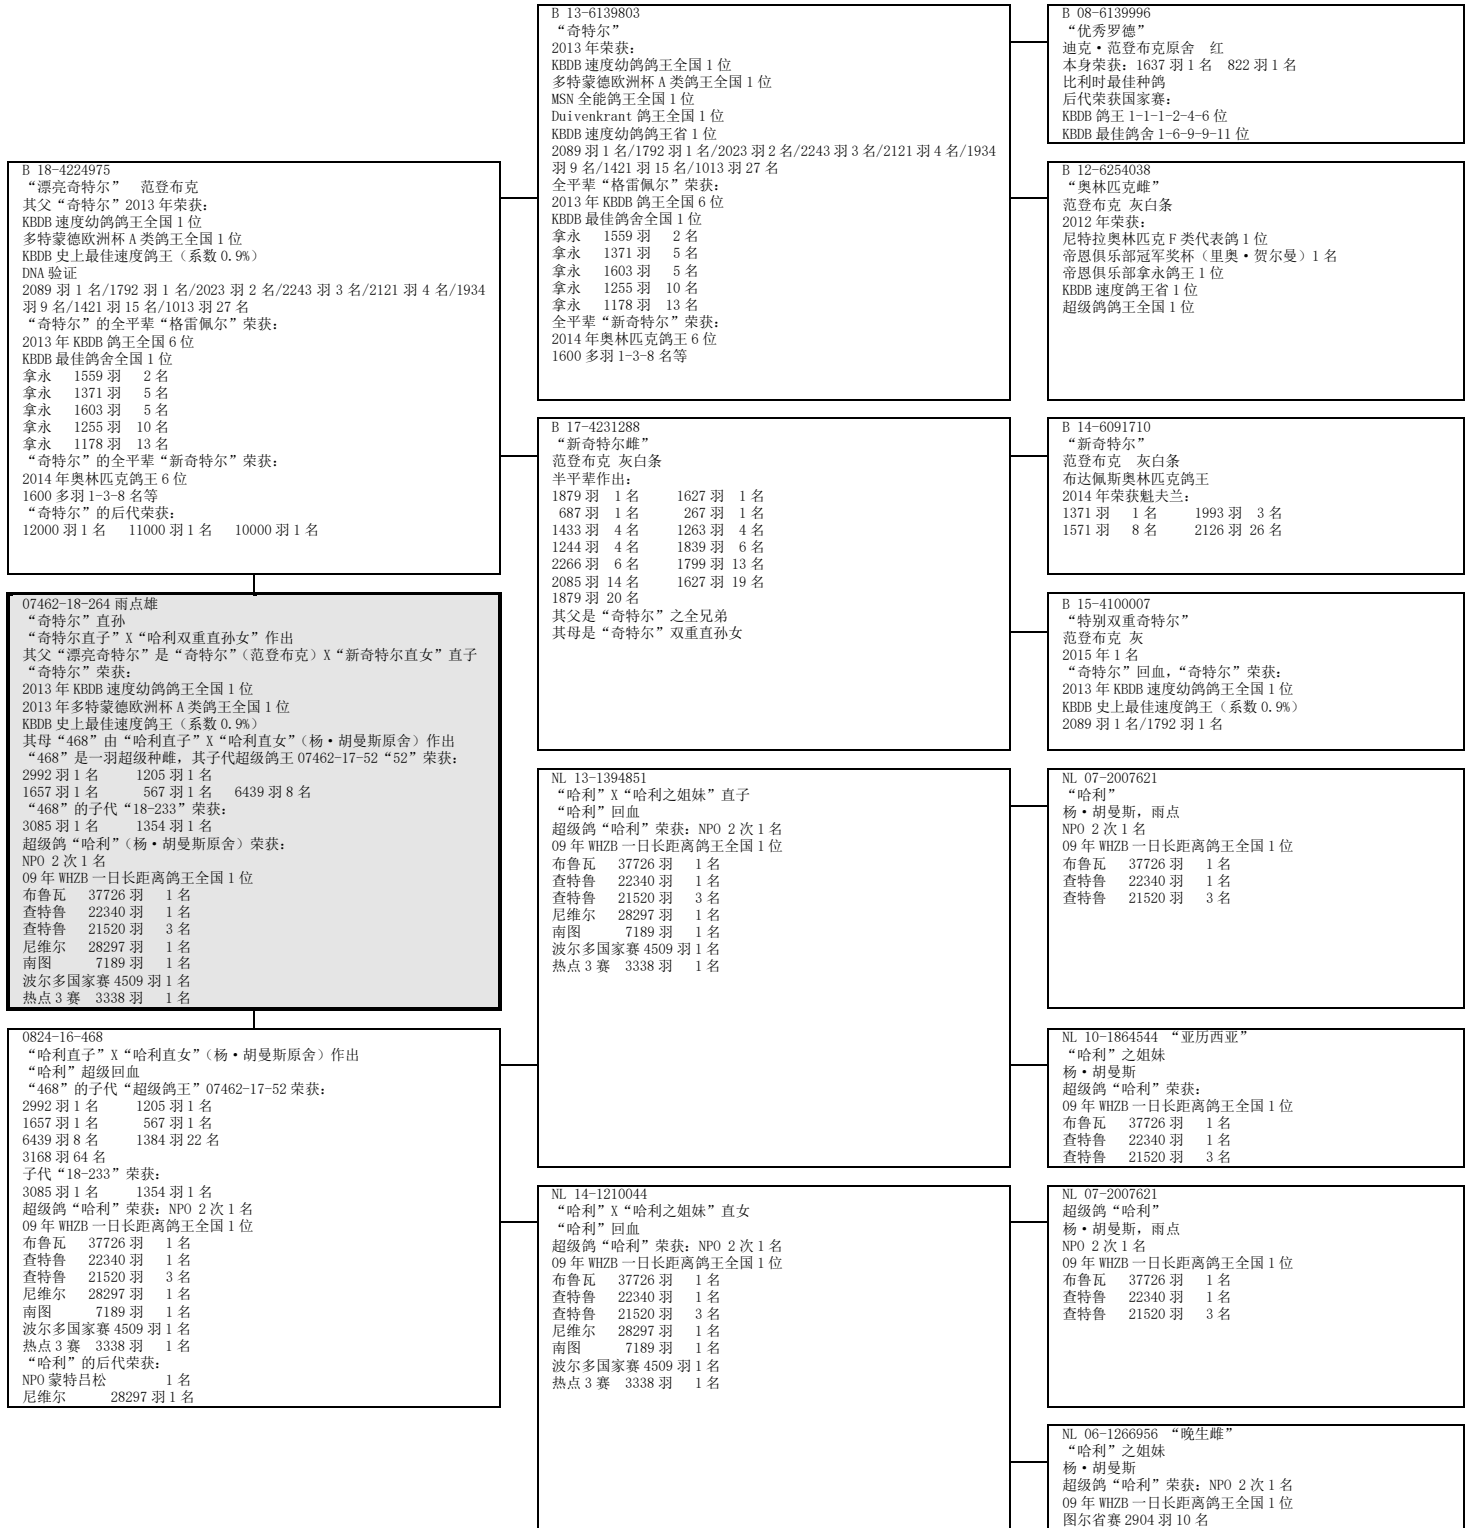 B 18-4224975
“漂亮奇特尔”　范登布克
其父“奇特尔”2013年荣获：
KBDB 速度幼鸽鸽王全国 1 位
多特蒙德欧洲杯 A 类鸽王全国 1 位
KBDB 史上最佳速度鸽王（系数 0.9%）
DNA 验证
2089 羽 1 名/1792 羽 1 名/2023 羽 2 名/2243 羽 3 名/2121 羽 4 名/1934
羽 9 名/1421 羽 15 名/1013 羽 27 名
“奇特尔”的全平辈“格雷佩尔”荣获：
2013 年 KBDB 鸽王全国 6 位
KBDB 最佳鸽舍全国 1 位
拿永 1559 羽 2 名
拿永 1371 羽 5 名
拿永 1603 羽 5 名
拿永 1255 羽 10 名
拿永 1178 羽 13 名
“奇特尔”的全平辈“新奇特尔”荣获：
2014 年奥林匹克鸽王 6 位
1600 多羽 1-3-8 名等
“奇特尔”的后代荣获：
12000 羽 1 名 11000 羽 1 名 10000 羽 1 名
07462-18-264 雨点雄
“奇特尔”直孙
“奇特尔直子”X“哈利双重直孙女”作出
其父“漂亮奇特尔”是“奇特尔”（范登布克）X“新奇特尔直女”直子
“奇特尔”荣获：
2013 年 KBDB 速度幼鸽鸽王全国 1 位
2013 年多特蒙德欧洲杯 A 类鸽王全国 1 位
KBDB 史上最佳速度鸽王（系数 0.9%）
其母“468”由“哈利直子”X“哈利直女”（杨•胡曼斯原舍）作出
“468”是一羽超级种雌，其子代超级鸽王 07462-17-52“52”荣获：
2992 羽 1 名 1205 羽 1 名
1657 羽 1 名 567 羽 1 名 6439 羽 8 名
“468”的子代“18-233”荣获：
3085 羽 1 名 1354 羽 1 名
超级鸽“哈利”（杨•胡曼斯原舍）荣获：
NPO 2 次 1 名
09 年 WHZB 一日长距离鸽王全国 1 位
布鲁瓦 37726 羽 1 名
查特鲁 22340 羽 1 名
查特鲁 21520 羽 3 名
尼维尔 28297 羽 1 名
南图 7189 羽 1 名
波尔多国家赛 4509 羽 1 名
热点 3 赛 3338 羽 1 名
0824-16-468
“哈利直子”X“哈利直女”（杨•胡曼斯原舍）作出
“哈利”超级回血
“468”的子代“超级鸽王”07462-17-52 荣获：
2992 羽 1 名 1205 羽 1 名
1657 羽 1 名 567 羽 1 名
6439 羽 8 名 1384 羽 22 名
3168 羽 64 名
子代“18-233”荣获：
3085 羽 1 名 1354 羽 1 名
超级鸽“哈利”荣获：NPO 2 次 1 名
09 年 WHZB 一日长距离鸽王全国 1 位
布鲁瓦 37726 羽 1 名
查特鲁 22340 羽 1 名
查特鲁 21520 羽 3 名
尼维尔 28297 羽 1 名
南图 7189 羽 1 名
波尔多国家赛 4509 羽 1 名
热点 3 赛 3338 羽 1 名
“哈利”的后代荣获：
NPO 蒙特吕松 1 名
尼维尔 28297 羽 1 名
B 13-6139803
“奇特尔”
2013 年荣获：
KBDB 速度幼鸽鸽王全国 1 位
多特蒙德欧洲杯 A 类鸽王全国 1 位
MSN 全能鸽王全国 1 位
Duivenkrant 鸽王全国 1 位
KBDB 速度幼鸽鸽王省 1 位
2089 羽 1 名/1792 羽 1 名/2023 羽 2 名/2243 羽 3 名/2121 羽 4 名/1934
羽 9 名/1421 羽 15 名/1013 羽 27 名
全平辈“格雷佩尔”荣获：
2013 年 KBDB 鸽王全国 6 位
KBDB 最佳鸽舍全国 1 位
拿永 1559 羽 2 名
拿永 1371 羽 5 名
拿永 1603 羽 5 名
拿永 1255 羽 10 名
拿永 1178 羽 13 名
全平辈“新奇特尔”荣获：
2014 年奥林匹克鸽王 6 位
1600 多羽 1-3-8 名等
B 17-4231288
“新奇特尔雌”
范登布克 灰白条
半平辈作出：
1879 羽 1 名 1627 羽 1 名
687 羽 1 名 267 羽 1 名
1433 羽 4 名 1263 羽 4 名
1244 羽 4 名 1839 羽 6 名
2266 羽 6 名 1799 羽 13 名
2085 羽 14 名 1627 羽 19 名
1879 羽 20 名
其父是“奇特尔”之全兄弟
其母是“奇特尔”双重直孙女
NL 13-1394851
“哈利”X“哈利之姐妹”直子
“哈利”回血
超级鸽“哈利”荣获：NPO 2 次 1 名
09 年 WHZB 一日长距离鸽王全国 1 位
布鲁瓦 37726 羽 1 名
查特鲁 22340 羽 1 名
查特鲁 21520 羽 3 名
尼维尔 28297 羽 1 名
南图 7189 羽 1 名
波尔多国家赛 4509 羽 1 名
热点 3 赛 3338 羽 1 名
NL 14-1210044
“哈利”X“哈利之姐妹”直女
“哈利”回血
超级鸽“哈利”荣获：NPO 2 次 1 名
09 年 WHZB 一日长距离鸽王全国 1 位
布鲁瓦 37726 羽 1 名
查特鲁 22340 羽 1 名
查特鲁 21520 羽 3 名
尼维尔 28297 羽 1 名
南图 7189 羽 1 名
波尔多国家赛 4509 羽 1 名
热点 3 赛 3338 羽 1 名
B 08-6139996
“优秀罗德”
迪克•范登布克原舍 红
本身荣获：1637 羽 1 名 822 羽 1 名
比利时最佳种鸽
后代荣获国家赛：
KBDB 鸽王 1-1-1-2-4-6 位
KBDB 最佳鸽舍 1-6-9-9-11 位
B 12-6254038
“奥林匹克雌”
范登布克 灰白条
2012 年荣获：
尼特拉奥林匹克 F 类代表鸽 1 位
帝恩俱乐部冠军奖杯（里奥•贺尔曼）1 名
帝恩俱乐部拿永鸽王 1 位
KBDB 速度鸽王省 1 位
超级鸽鸽王全国 1 位
B 14-6091710
“新奇特尔”
范登布克 灰白条
布达佩斯奥林匹克鸽王
2014 年荣获魁夫兰：
1371 羽 1 名 1993 羽 3 名
1571 羽 8 名 2126 羽 26 名
B 15-4100007
“特别双重奇特尔”
范登布克 灰
2015 年 1 名
“奇特尔”回血，“奇特尔”荣获：
2013 年 KBDB 速度幼鸽鸽王全国 1 位
KBDB 史上最佳速度鸽王（系数 0.9%）
2089 羽 1 名/1792 羽 1 名
NL 07-2007621
“哈利”
杨•胡曼斯，雨点
NPO 2 次 1 名
09 年 WHZB 一日长距离鸽王全国 1 位
布鲁瓦 37726 羽 1 名
查特鲁 22340 羽 1 名
查特鲁 21520 羽 3 名
NL 10-1864544 “亚历西亚”
“哈利”之姐妹
杨•胡曼斯
超级鸽“哈利”荣获：
09 年 WHZB 一日长距离鸽王全国 1 位
布鲁瓦 37726 羽 1 名
查特鲁 22340 羽 1 名
查特鲁 21520 羽 3 名
NL 07-2007621
超级鸽“哈利”
杨•胡曼斯，雨点
NPO 2 次 1 名
09 年 WHZB 一日长距离鸽王全国 1 位
布鲁瓦 37726 羽 1 名
查特鲁 22340 羽 1 名
查特鲁 21520 羽 3 名
NL 06-1266956 “晚生雌”
“哈利”之姐妹
杨•胡曼斯
超级鸽“哈利”荣获：NPO 2 次 1 名
09 年 WHZB 一日长距离鸽王全国 1 位
图尔省赛 2904 羽 10 名